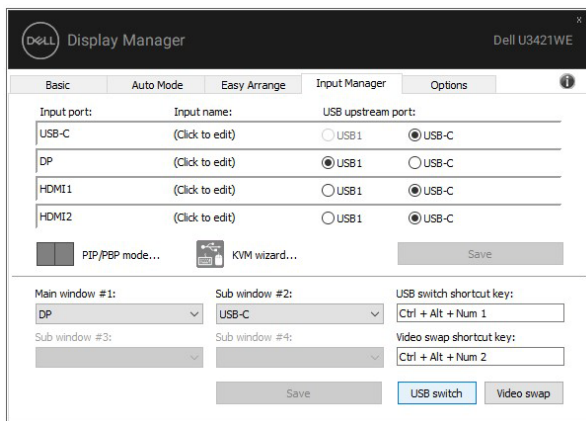 x
DELL Display Manager Dell U3421WE
Basic Auto Mode Easy Arrange Input Manager Options i
Input port: Input name: USB upstream port:
USB-C (Click to edit) USB1 USB-C
DP (Click to edit) USB1 USB-C
HDMI1 (Click to edit) USB1 USB-C
HDMI2 (Click to edit) USB1 USB-C
PIP/PBP mode... KVM wizard... Save
Main window #1: Sub window #2: USB switch shortcut key:
DP USB-C Ctrl + Alt + Num 1
Sub window #3: Sub window #4: Video swap shortcut key:
Ctrl + Alt + Num 2
Save USB switch Video swap